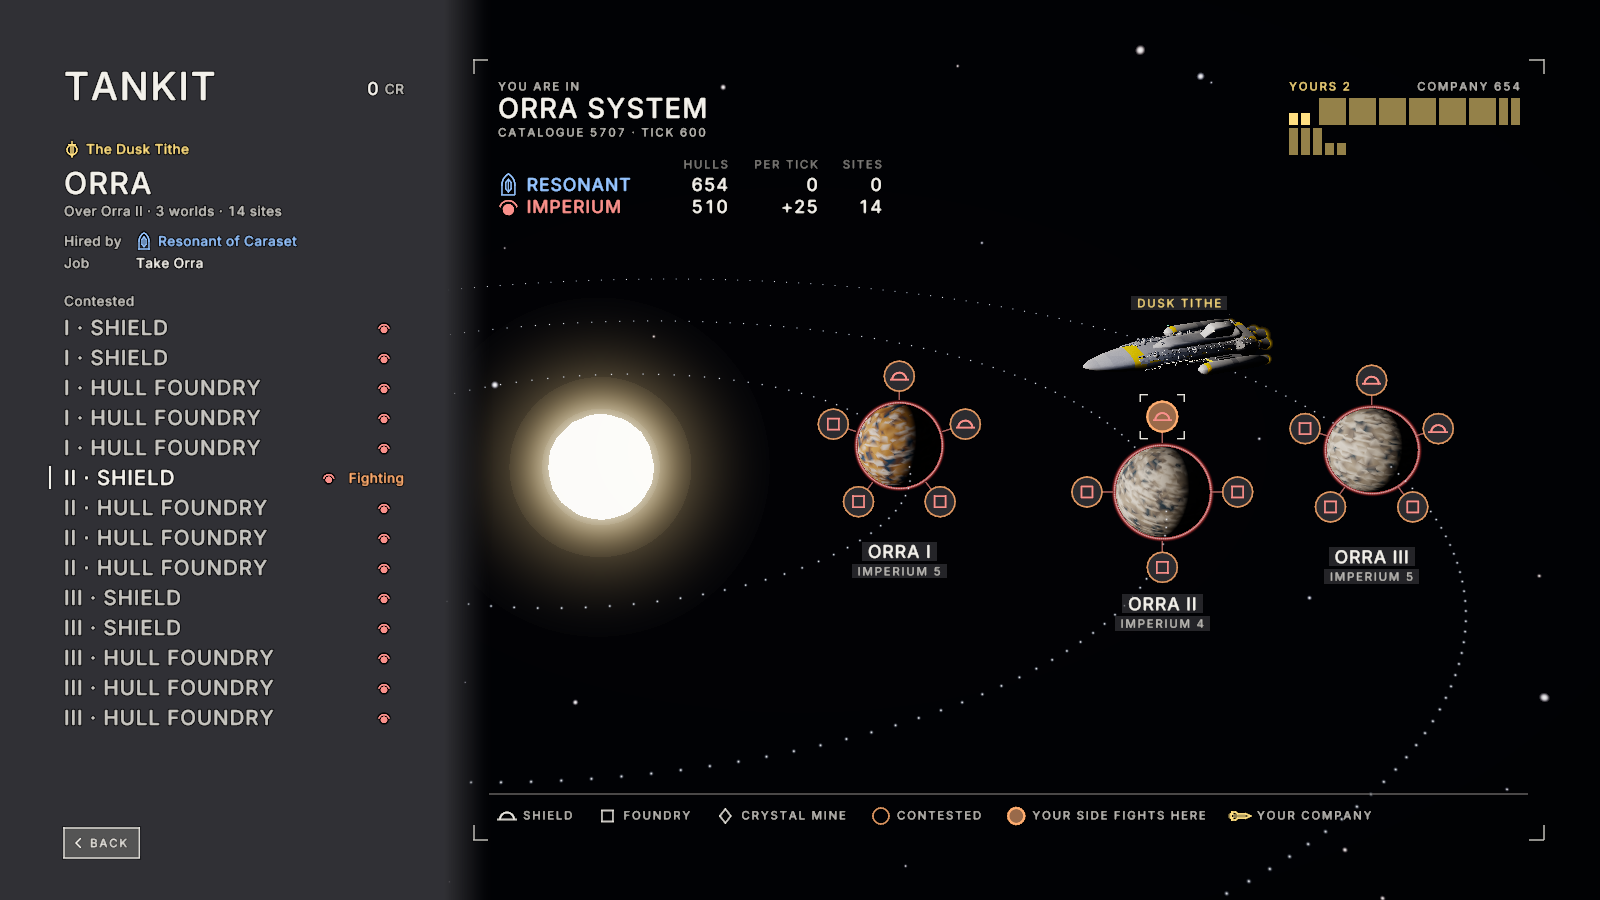 TANKIT
0 CR
The Dusk Tithe
ORRA
Over Orra II · 3 worlds · 14 sites
Hired by Resonant of Caraset
Job Take Orra
Contested
I · SHIELD
I · SHIELD
I · HULL FOUNDRY
I · HULL FOUNDRY
I · HULL FOUNDRY
II · SHIELD Fighting
II · HULL FOUNDRY
II · HULL FOUNDRY
II · HULL FOUNDRY
III · SHIELD
III · SHIELD
III · HULL FOUNDRY
III · HULL FOUNDRY
III · HULL FOUNDRY
BACK
YOU ARE IN
ORRA SYSTEM
CATALOGUE 5707 · TICK 600
HULLS PER TICK SITES
RESONANT 654 0 0
IMPERIUM 510 +25 14
YOURS 2 COMPANY 654
DUSK TITHE
ORRA I
IMPERIUM 5
ORRA II
IMPERIUM 4
ORRA III
IMPERIUM 5
SHIELD FOUNDRY CRYSTAL MINE CONTESTED YOUR SIDE FIGHTS HERE YOUR COMPANY